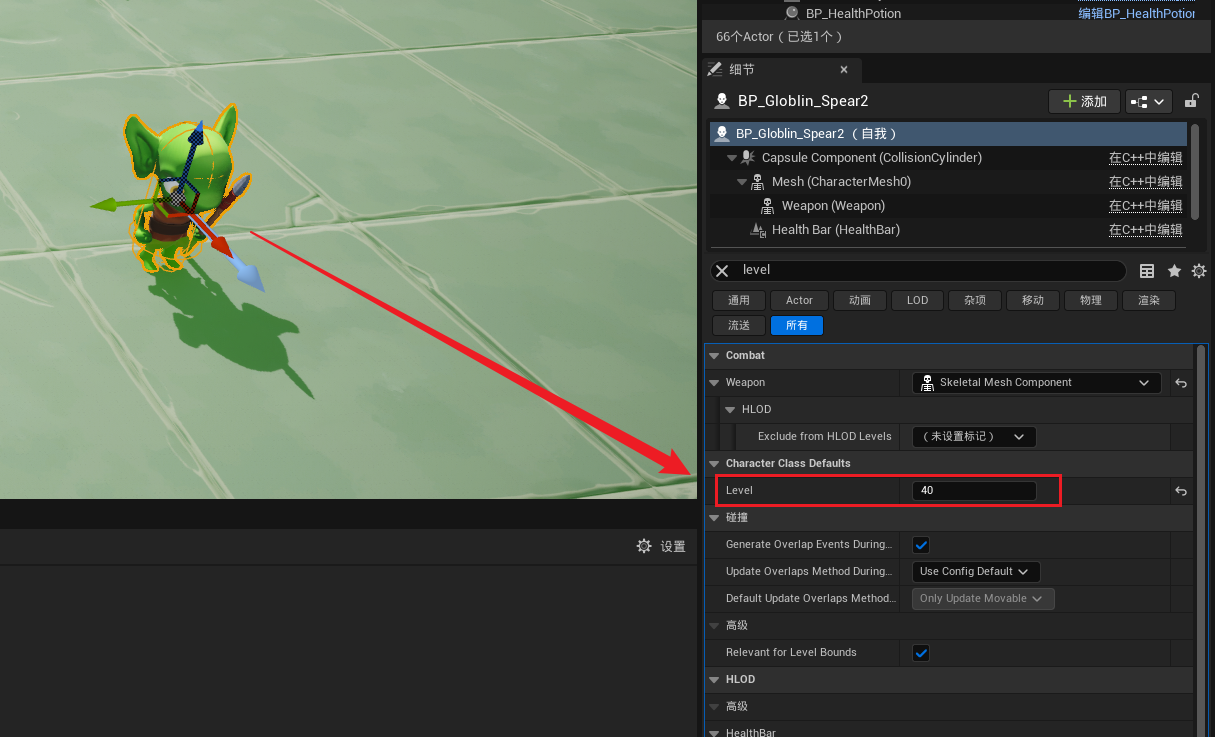 BP_HealthPotion 编辑BP_HealthPotion
66个Actor（已选1个）
细节
BP_Globlin_Spear2 添加
BP_Globlin_Spear2 （自我）
Capsule Component (CollisionCylinder) 在C++中编辑
Mesh (CharacterMesh0) 在C++中编辑
Weapon (Weapon) 在C++中编辑
Health Bar (HealthBar) 在C++中编辑
level
通用 Actor 动画 LOD 杂项 移动 物理 渲染
流送 所有
Combat
Weapon Skeletal Mesh Component
HLOD
Exclude from HLOD Levels （未设置标记）
Character Class Defaults
Level 40
碰撞
Generate Overlap Events During...
Update Overlaps Method During... Use Config Default
Default Update Overlaps Method... Only Update Movable
高级
Relevant for Level Bounds
HLOD
高级
HealthBar
设置